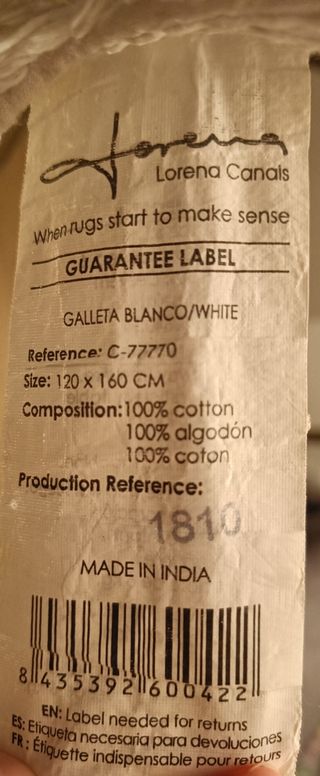 Lorena
Lorena Canals
When rugs start to make sense
GUARANTEE LABEL
GALLETA BLANCO/WHITE
Reference: C-77770
Size: 120 x 160 CM
Composition: 100% cotton
100% algodón
100% coton
Production Reference:
1810
MADE IN INDIA
8 435392 600422
EN: Label needed for returns
ES: Etiqueta necesaria para devoluciones
FR : Étiquette indispensable pour retours